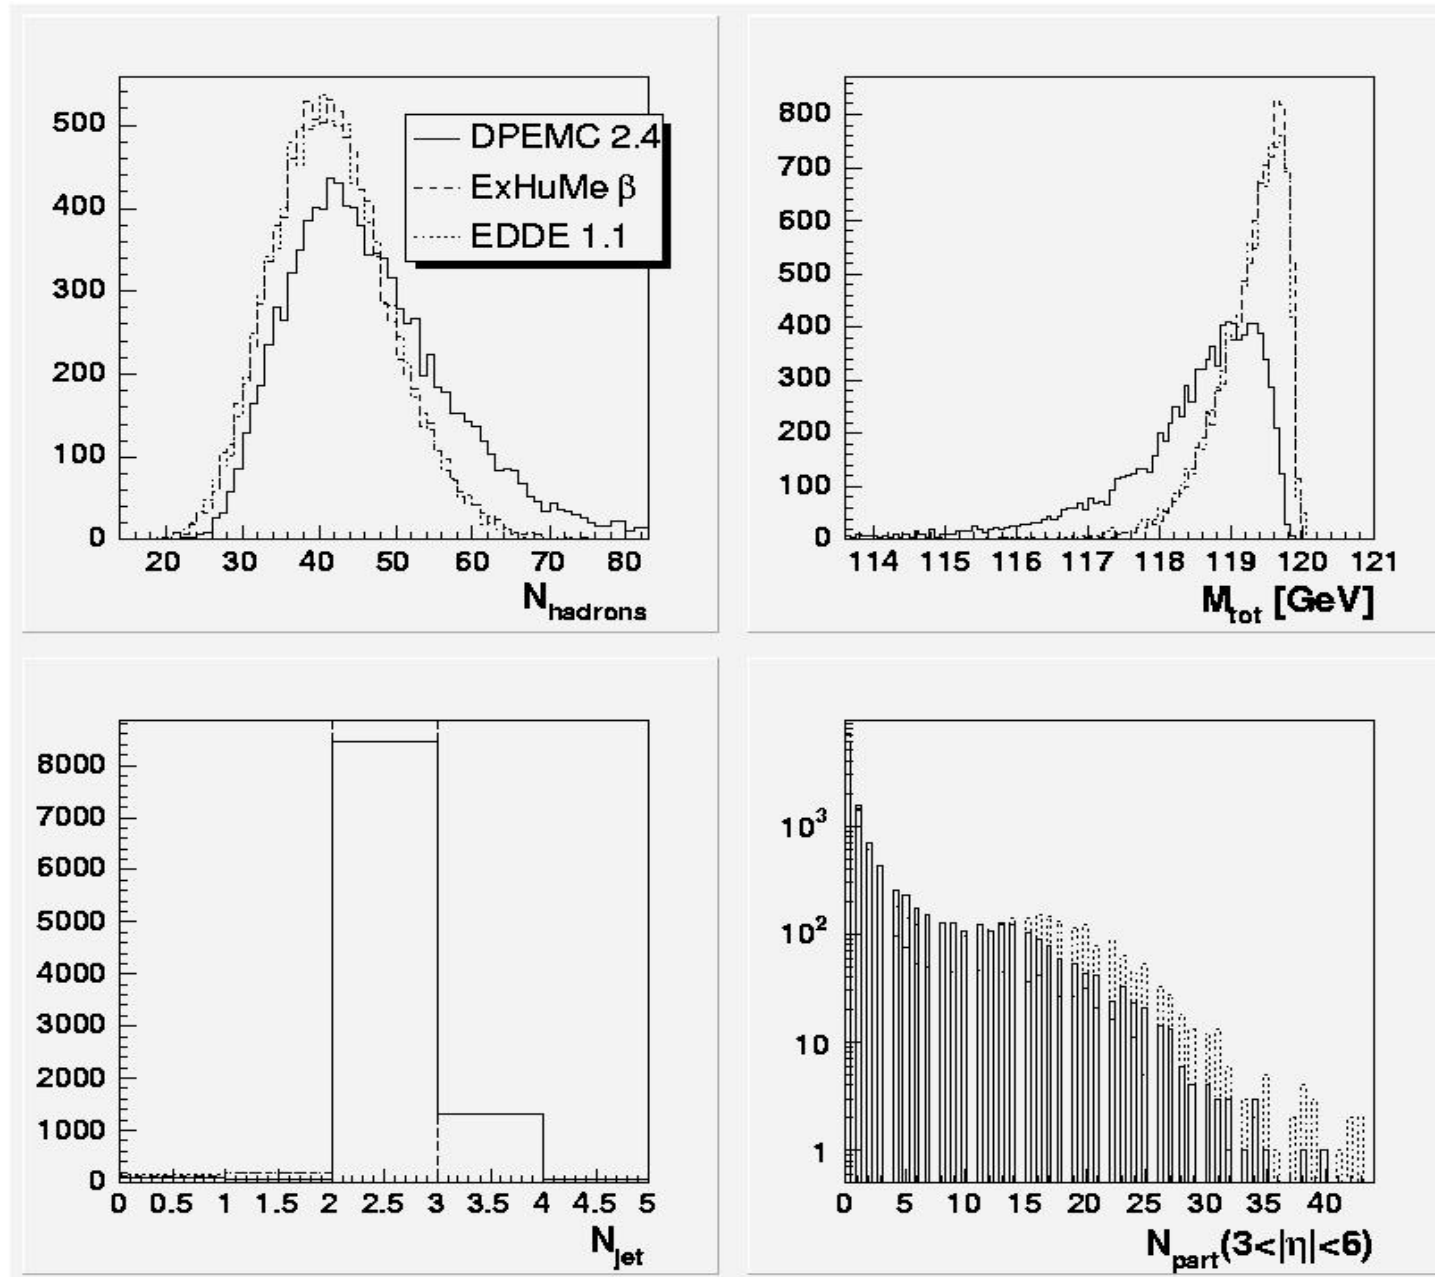 500
400
300
200
100
0
DPEMC 2.4
ExHuMe β
EDDE 1.1
20 30 40 50 60 70 80
N_hadrons
800
700
600
500
400
300
200
100
0
114 115 116 117 118 119 120 121
M_tot [GeV]
8000
7000
6000
5000
4000
3000
2000
1000
0
0 0.5 1 1.5 2 2.5 3 3.5 4 4.5 5
N_jet
10^3
10^2
10
1
0 5 10 15 20 25 30 35 40
N_part(3<|η|<6)